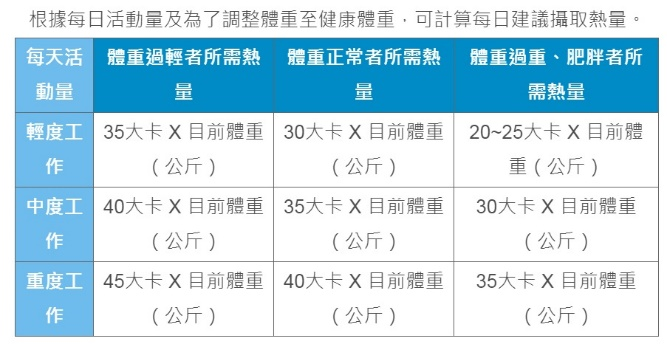 根據每日活動量及為了調整體重至健康體重，可計算每日建議攝取熱量。
每天活動量
體重過輕者所需熱量
體重正常者所需熱量
體重過重、肥胖者所需熱量
輕度工作
35大卡 X 目前體重（公斤）
30大卡 X 目前體重（公斤）
20~25大卡 X 目前體重（公斤）
中度工作
40大卡 X 目前體重（公斤）
35大卡 X 目前體重（公斤）
30大卡 X 目前體重（公斤）
重度工作
45大卡 X 目前體重（公斤）
40大卡 X 目前體重（公斤）
35大卡 X 目前體重（公斤）